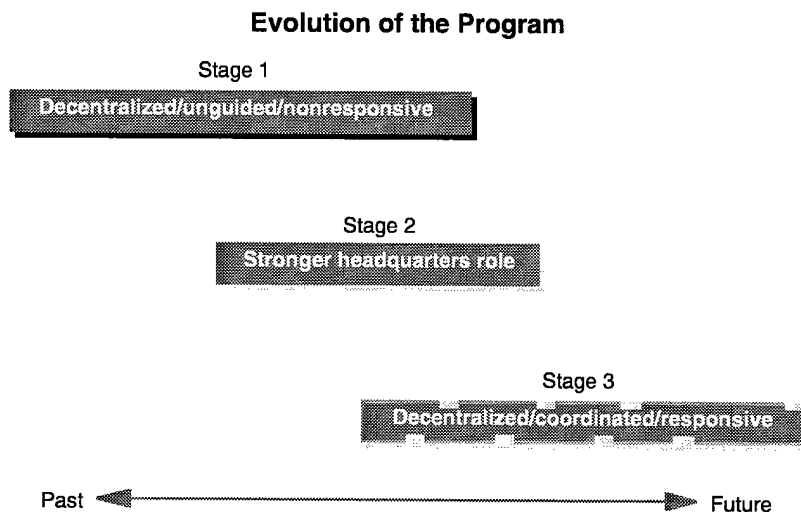 Evolution of the Program
Stage 1
Decentralized/unguided/nonresponsive
Stage 2
Stronger headquarters role
Stage 3
Decentralized/coordinated/responsive
Past
Future